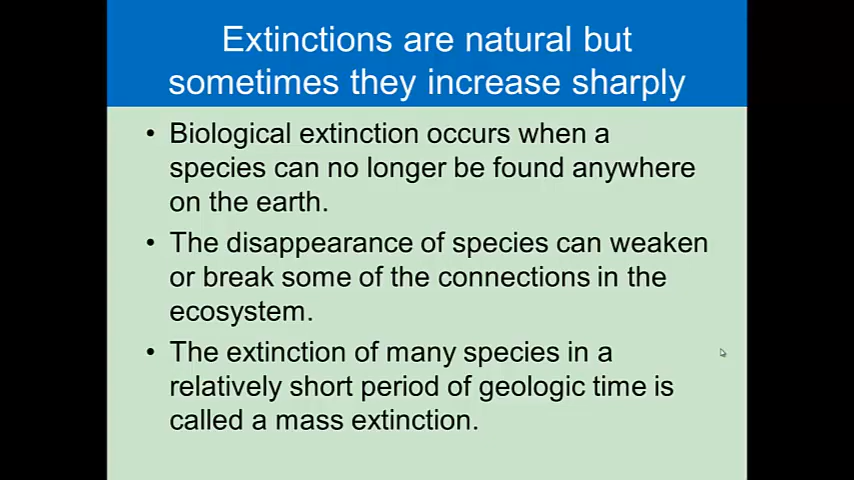 Extinctions are natural but
sometimes they increase sharply
• Biological extinction occurs when a
species can no longer be found anywhere
on the earth.
• The disappearance of species can weaken
or break some of the connections in the
ecosystem.
• The extinction of many species in a
relatively short period of geologic time is
called a mass extinction.